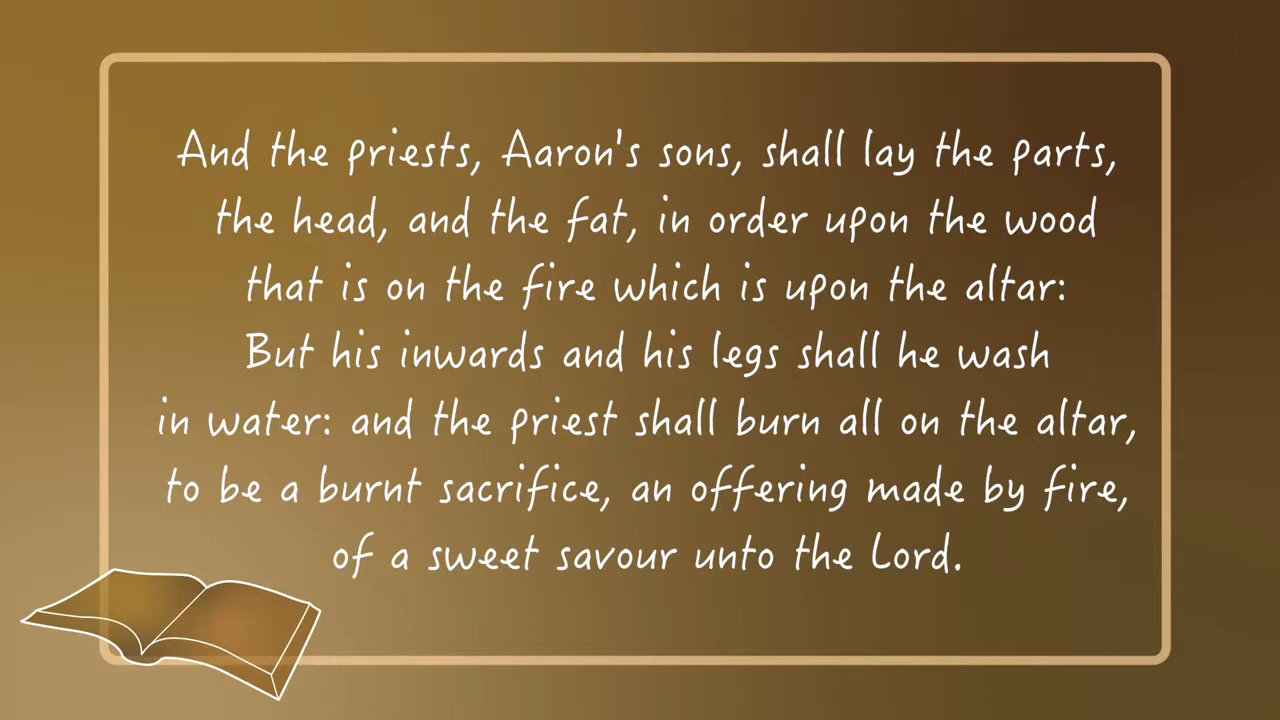 And the priests, Aaron's sons, shall lay the parts,
the head, and the fat, in order upon the wood
that is on the fire which is upon the altar:
But his inwards and his legs shall he wash
in water: and the priest shall burn all on the altar,
to be a burnt sacrifice, an offering made by fire,
of a sweet savour unto the Lord.